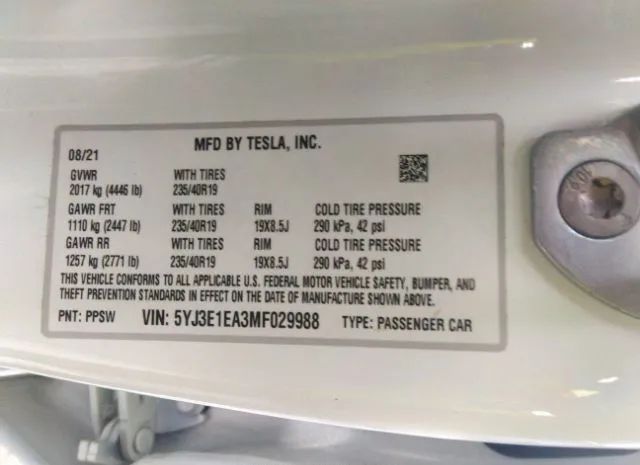 MFD BY TESLA, INC.
08/21
GVWR WITH TIRES
2017 kg (4446 lb) 235/40R19
GAWR FRT WITH TIRES RIM COLD TIRE PRESSURE
1110 kg (2447 lb) 235/40R19 19X8.5J 290 kPa, 42 psi
GAWR RR WITH TIRES RIM COLD TIRE PRESSURE
1257 kg (2771 lb) 235/40R19 19X8.5J 290 kPa, 42 psi
THIS VEHICLE CONFORMS TO ALL APPLICABLE U.S. FEDERAL MOTOR VEHICLE SAFETY, BUMPER, AND
THEFT PREVENTION STANDARDS IN EFFECT ON THE DATE OF MANUFACTURE SHOWN ABOVE.
PNT: PPSW VIN: 5YJ3E1EA3MF029988 TYPE: PASSENGER CAR
10.9